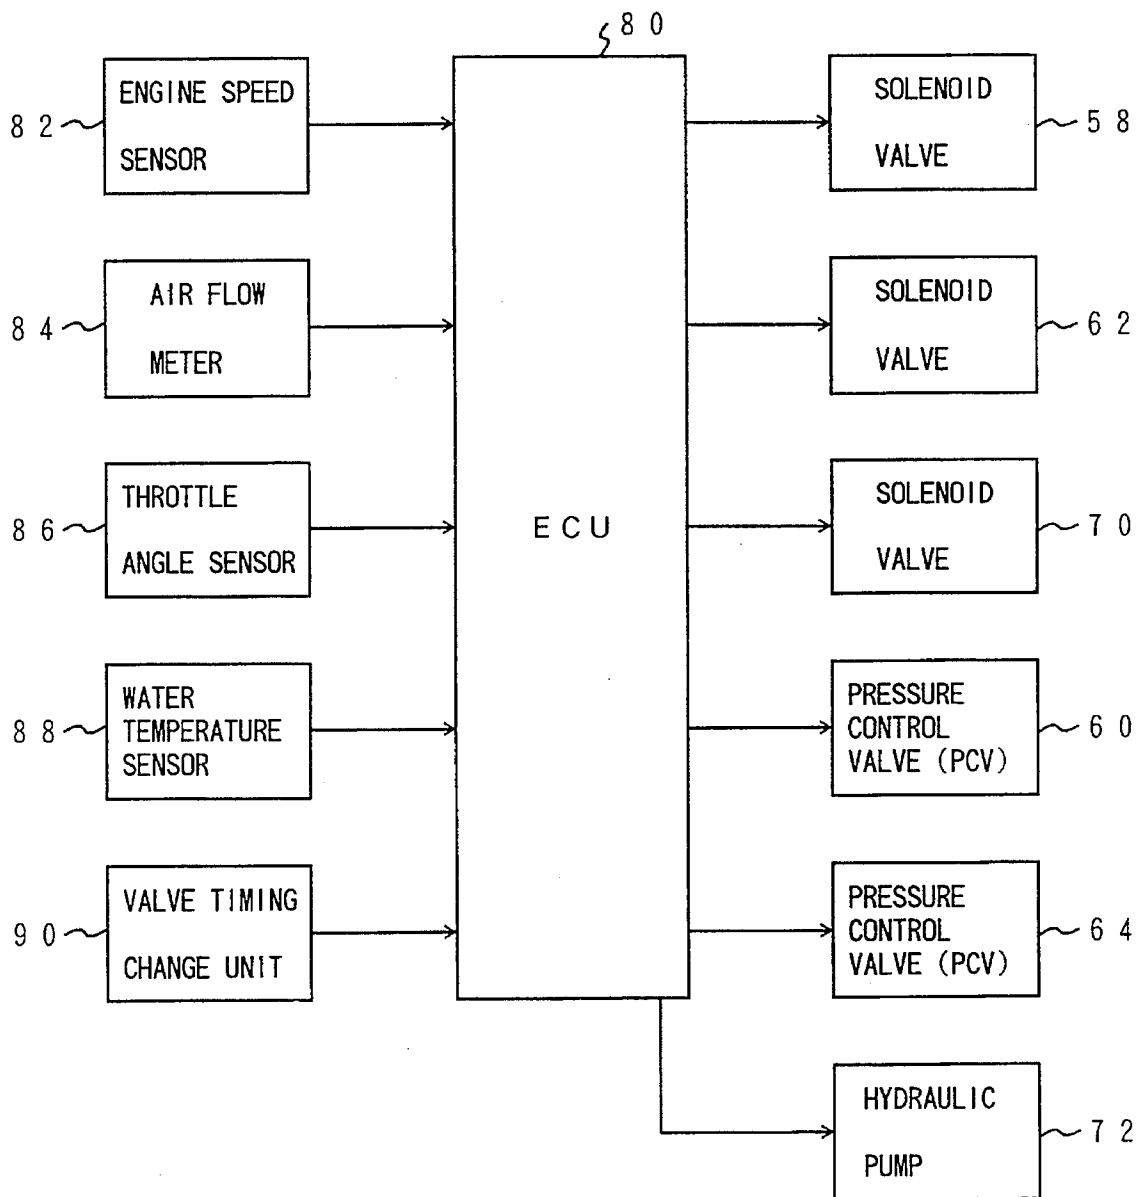 80
82
ENGINE SPEED
SENSOR
SOLENOID
VALVE
58
84
AIR FLOW
METER
SOLENOID
VALVE
62
86
THROTTLE
ANGLE SENSOR
ECU
SOLENOID
VALVE
70
88
WATER
TEMPERATURE
SENSOR
PRESSURE
CONTROL
VALVE (PCV)
60
90
VALVE TIMING
CHANGE UNIT
PRESSURE
CONTROL
VALVE (PCV)
64
HYDRAULIC
PUMP
72